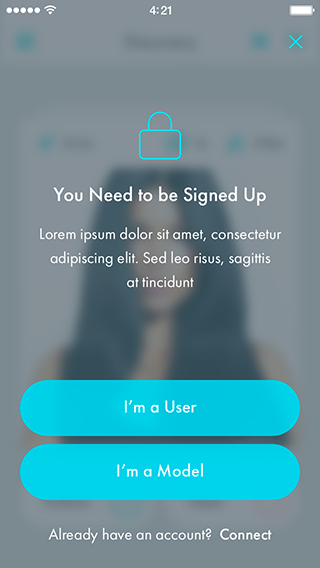 4:21
You Need to be Signed Up
Lorem ipsum dolor sit amet, consectetur
adipiscing elit. Sed leo risus, sagittis
at tincidunt
I'm a User
I'm a Model
Already have an account? Connect